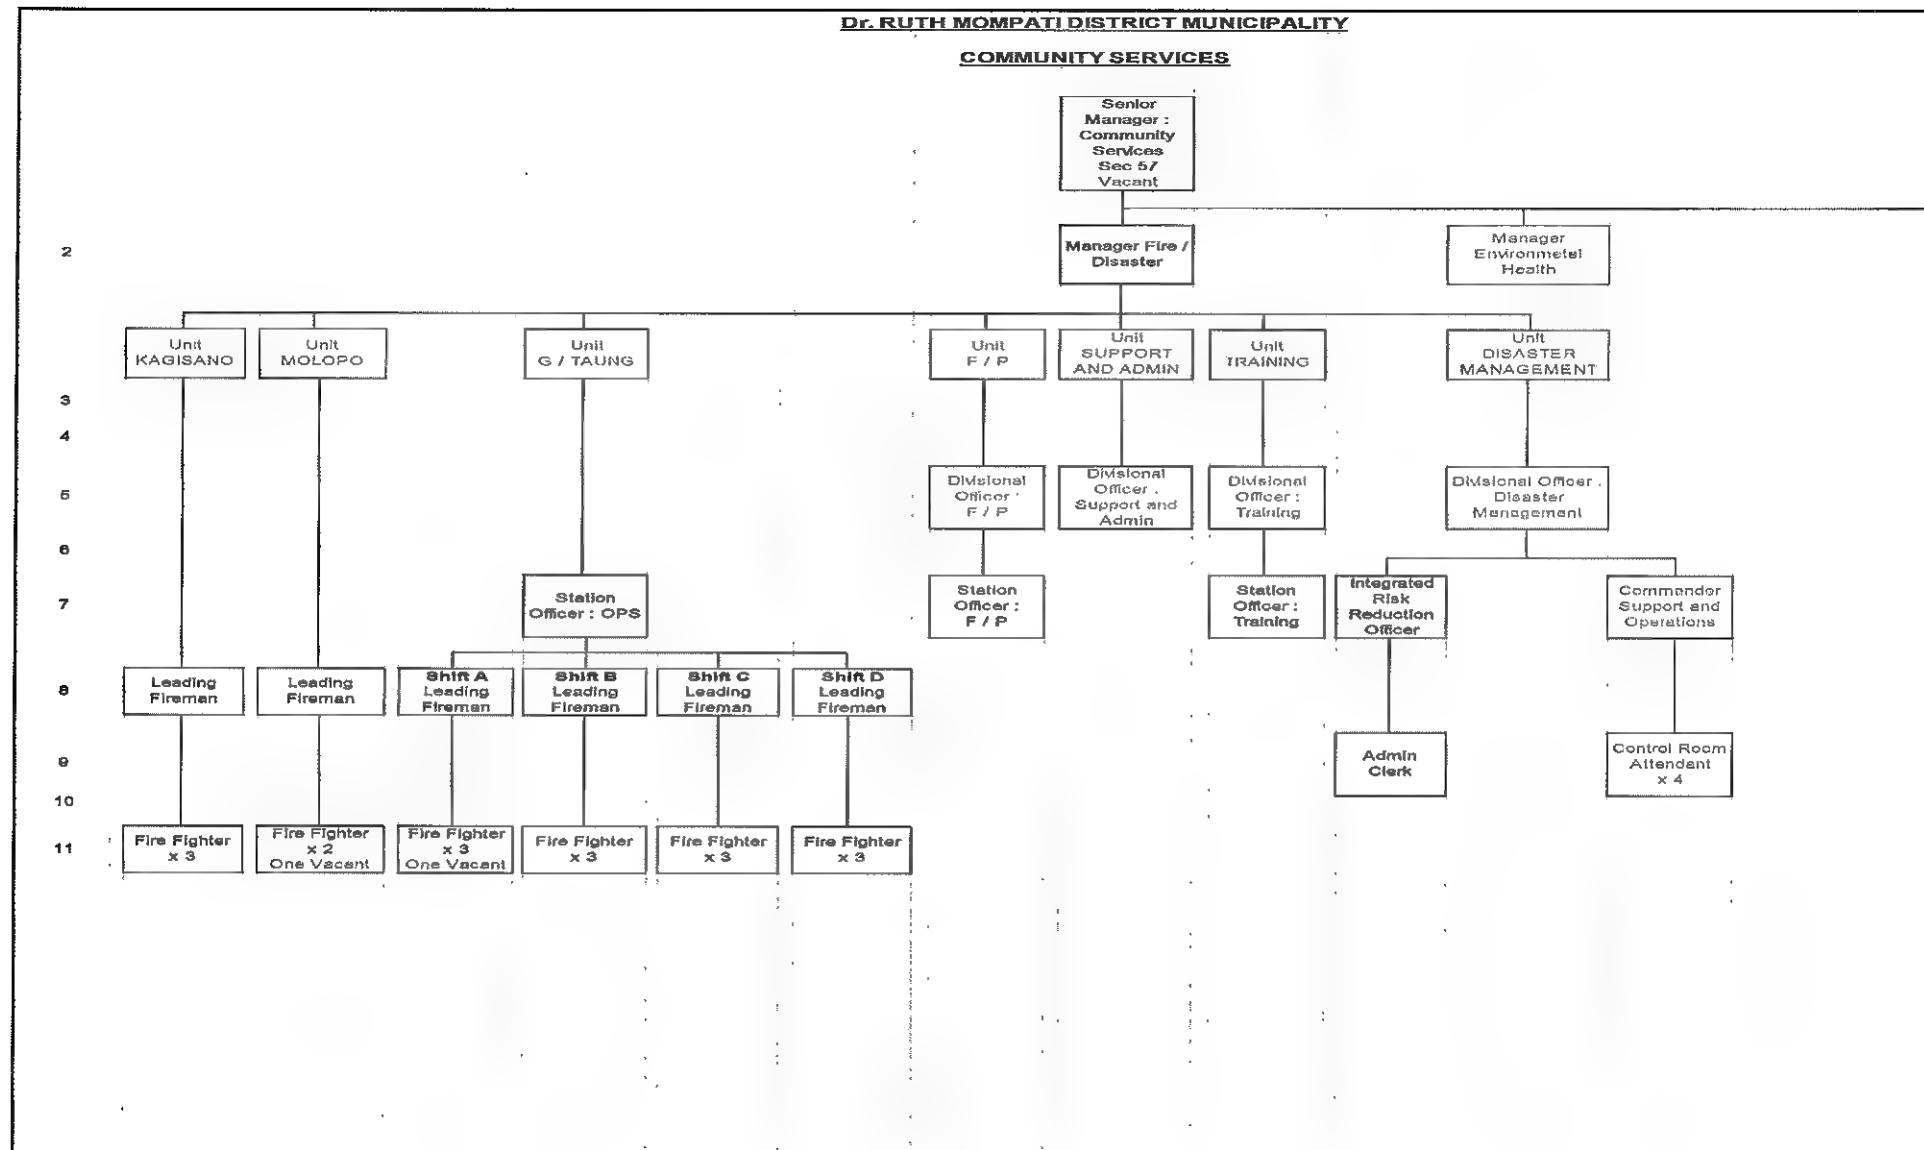 Dr. RUTH MOMPATI DISTRICT MUNICIPALITY
COMMUNITY SERVICES
Senior
Manager :
Community
Services
Sec 57
Vacant
2
Manager Fire /
Disaster
Manager
Environmetel
Health
Unit
KAGISANO
Unit
MOLOPO
Unit
G / TAUNG
Unit
F / P
Unit
SUPPORT
AND ADMIN
Unit
TRAINING
Unit
DISASTER
MANAGEMENT
3
4
5
Divisional
Officer :
F / P
Divisional
Officer .
Support and
Admin
Divisional
Officer :
Training
Divisional Officer .
Disaster
Management
6
7
Station
Officer : OPS
Station
Officer :
F / P
Station
Officer :
Training
Integrated
Risk
Reduction
Officer
Commander
Support and
Operations
8
Leading
Fireman
Leading
Fireman
Shift A
Leading
Fireman
Shift B
Leading
Fireman
Shift C
Leading
Fireman
Shift D
Leading
Fireman
9
Admin
Clerk
Control Room
Attendant
x 4
10
11
Fire Fighter
x 3
Fire Fighter
x 2
One Vacant
Fire Fighter
x 3
One Vacant
Fire Fighter
x 3
Fire Fighter
x 3
Fire Fighter
x 3